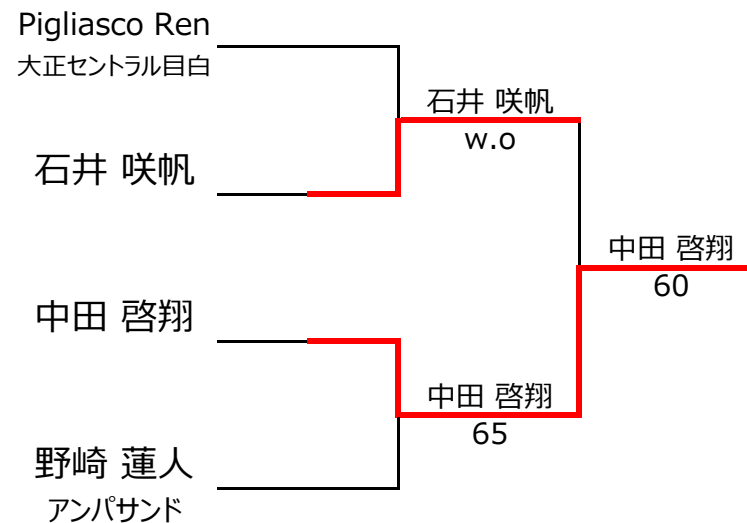 Pigliasco Ren
大正セントラル目白
石井 咲帆
石井 咲帆
w.o
中田 啓翔
中田 啓翔
60
中田 啓翔
65
野崎 蓮人
アンパサンド